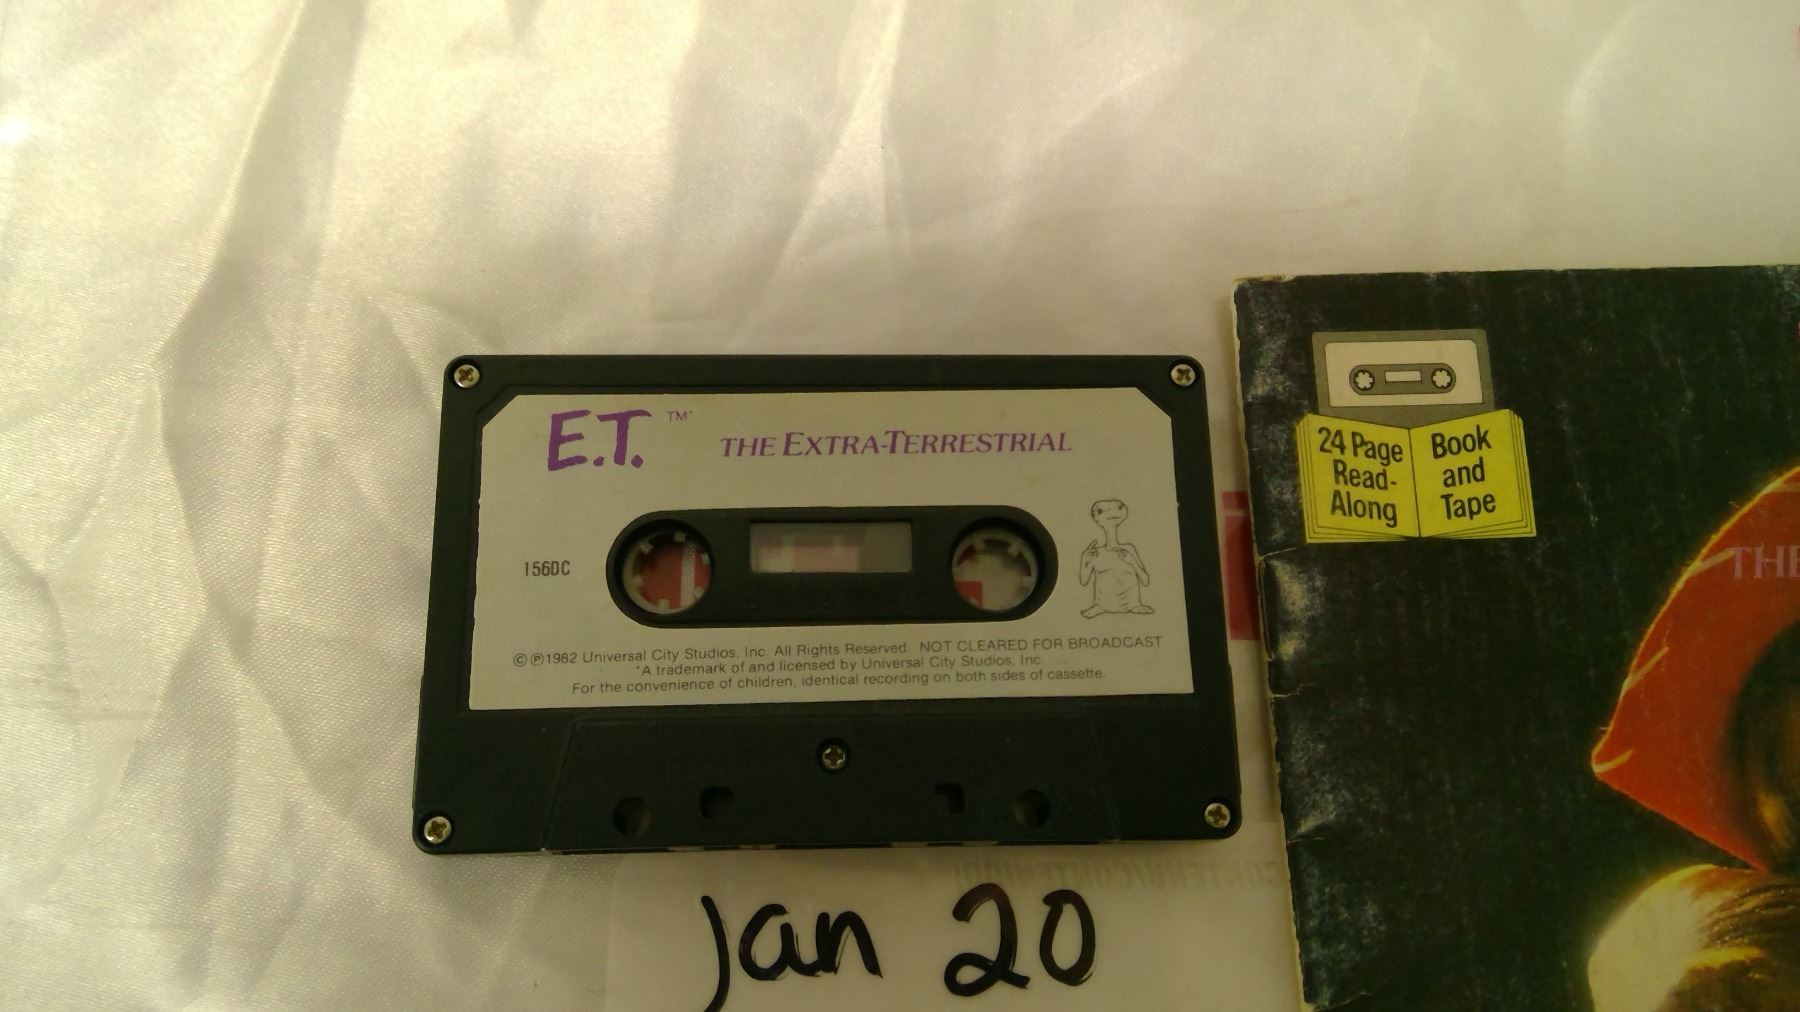 E.T. ™*
THE EXTRA-TERRESTRIAL
156DC
©℗1982 Universal City Studios, Inc. All Rights Reserved. NOT CLEARED FOR BROADCAST
*A trademark of and licensed by Universal City Studios, Inc.
For the convenience of children, identical recording on both sides of cassette.
24 Page
Read-
Along
Book
and
Tape
THE
Jan 20